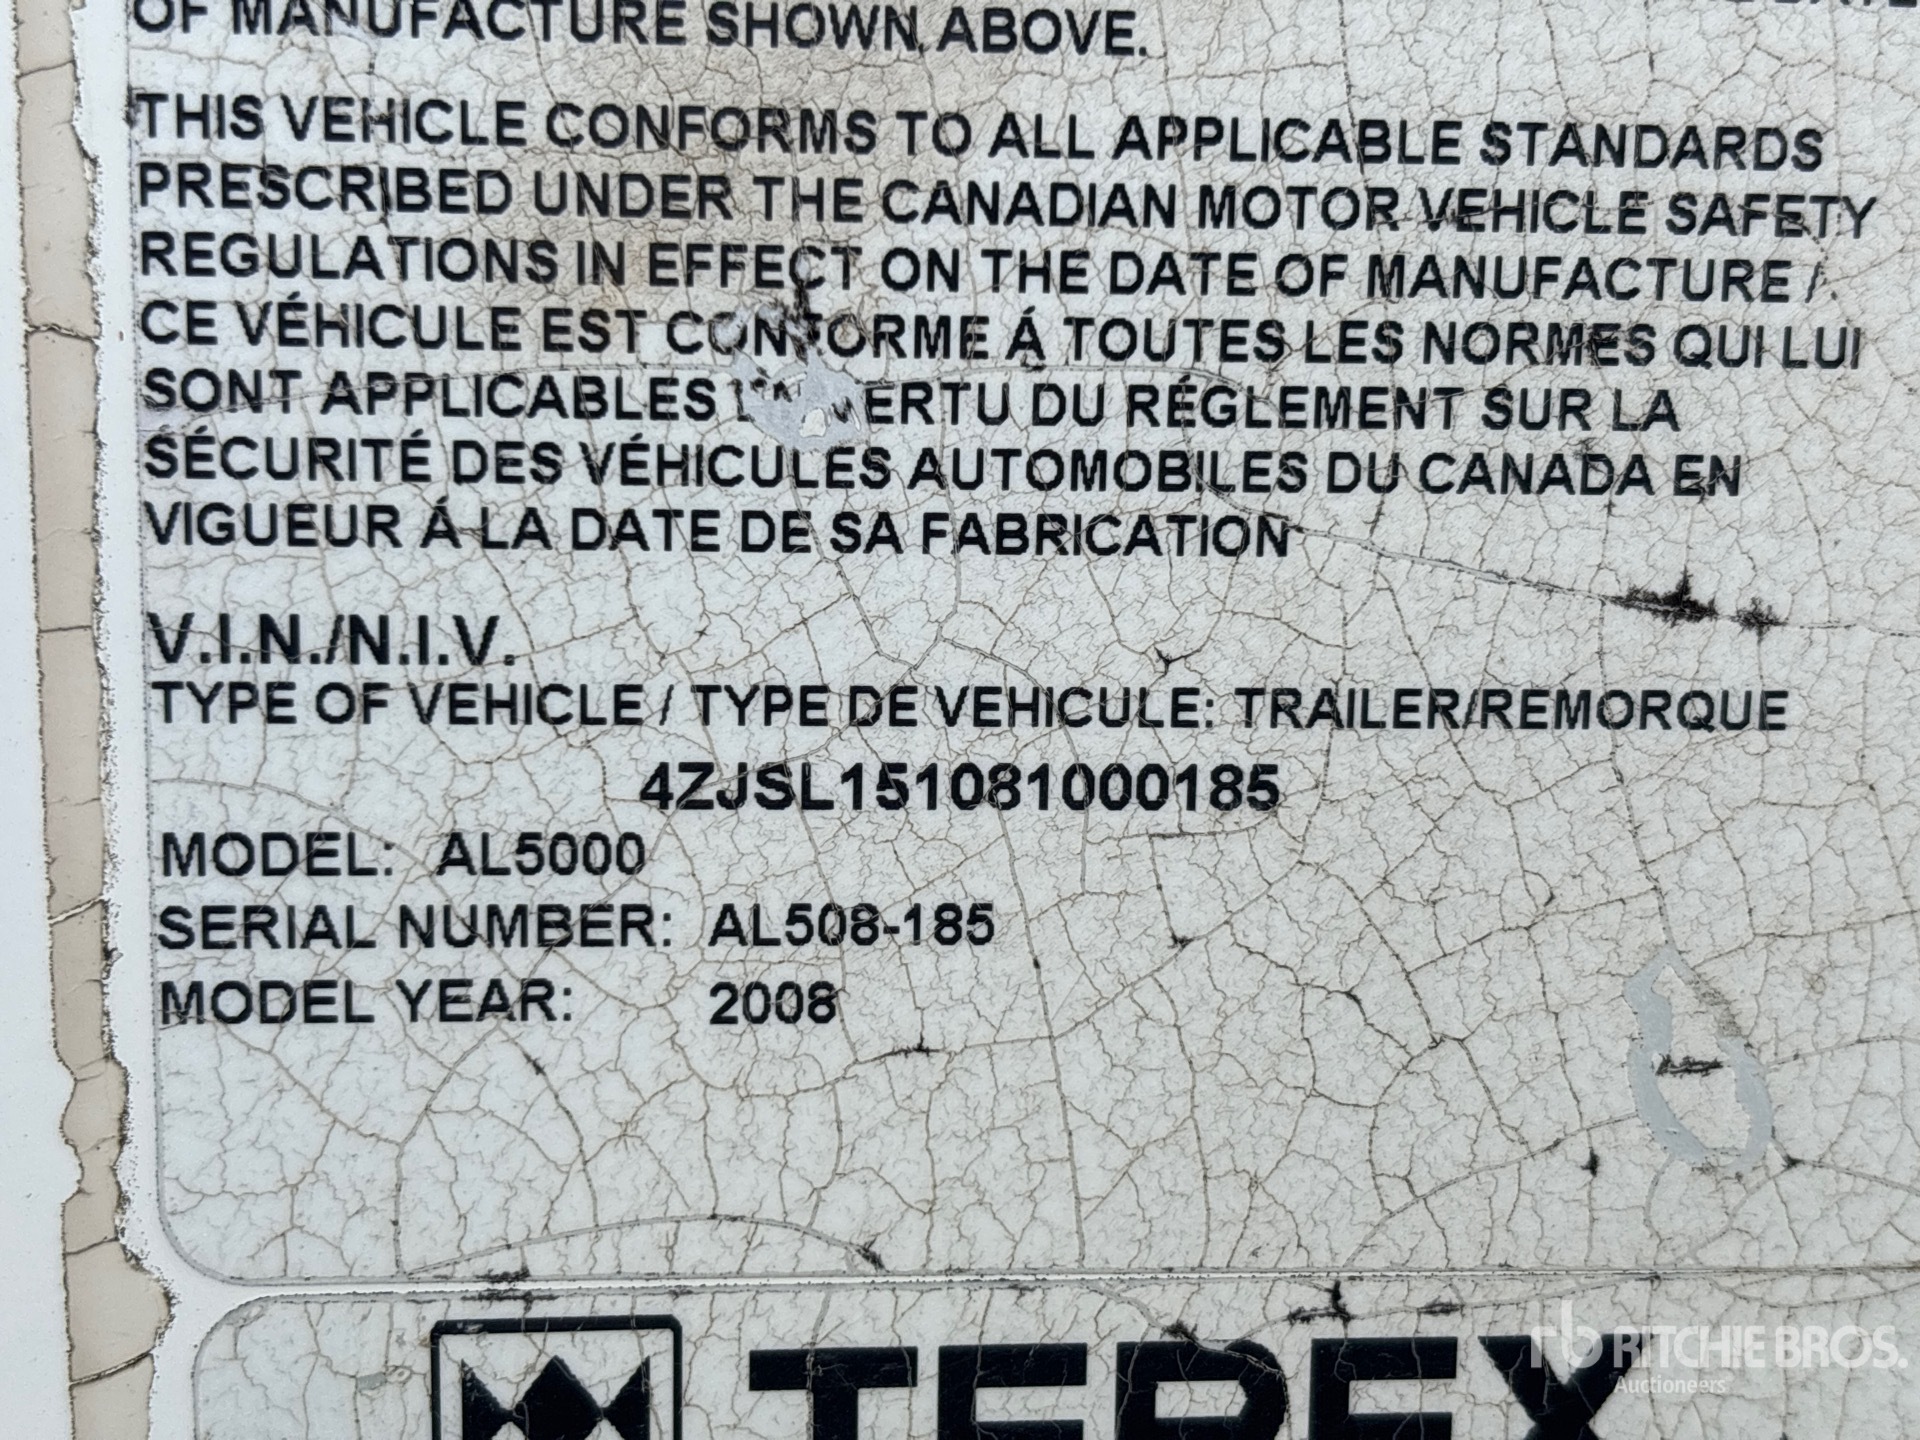 OF MANUFACTURE SHOWN ABOVE.
THIS VEHICLE CONFORMS TO ALL APPLICABLE STANDARDS
PRESCRIBED UNDER THE CANADIAN MOTOR VEHICLE SAFETY
REGULATIONS IN EFFECT ON THE DATE OF MANUFACTURE /
CE VÉHICULE EST CONFORME Á TOUTES LES NORMES QUI LUI
SONT APPLICABLES EN VERTU DU RÉGLEMENT SUR LA
SÉCURITÉ DES VÉHICULES AUTOMOBILES DU CANADA EN
VIGUEUR Á LA DATE DE SA FABRICATION
V.I.N./N.I.V.
TYPE OF VEHICLE / TYPE DE VEHICULE: TRAILER/REMORQUE
4ZJSL151081000185
MODEL: AL5000
SERIAL NUMBER: AL508-185
MODEL YEAR: 2008
TEREX
rb RITCHIE BROS.
Auctioneers